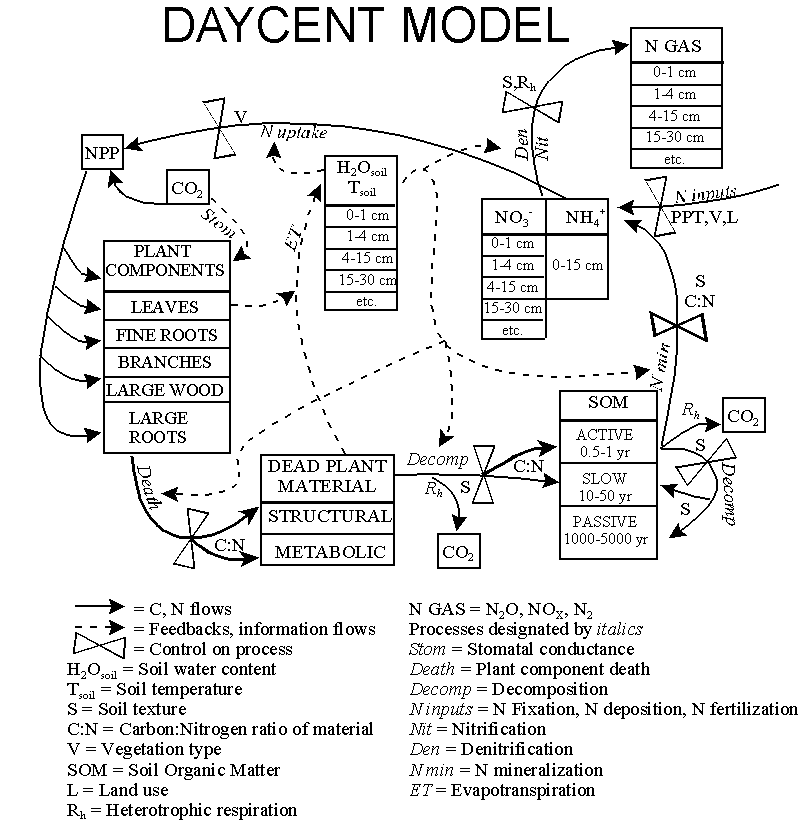 DAYCENT MODEL
N GAS
0-1 cm
1-4 cm
4-15 cm
15-30 cm
etc.
S,Rh
Den
Nit
V
N uptake
NPP
CO2
Stom
H2Osoil
Tsoil
0-1 cm
1-4 cm
4-15 cm
15-30 cm
etc.
ET
NO3-
0-1 cm
1-4 cm
4-15 cm
15-30 cm
etc.
NH4+
0-15 cm
N inputs
PPT,V,L
PLANT
COMPONENTS
LEAVES
FINE ROOTS
BRANCHES
LARGE WOOD
LARGE
ROOTS
S
C:N
N min
Death
C:N
DEAD PLANT
MATERIAL
STRUCTURAL
METABOLIC
Decomp
Rh
S
C:N
CO2
SOM
ACTIVE
0.5-1 yr
SLOW
10-50 yr
PASSIVE
1000-5000 yr
Rh
CO2
S
Decomp
S
= C, N flows
= Feedbacks, information flows
= Control on process
H2Osoil = Soil water content
Tsoil = Soil temperature
S = Soil texture
C:N = Carbon:Nitrogen ratio of material
V = Vegetation type
SOM = Soil Organic Matter
L = Land use
Rh = Heterotrophic respiration
N GAS = N2O, NOX, N2
Processes designated by italics
Stom = Stomatal conductance
Death = Plant component death
Decomp = Decomposition
N inputs = N Fixation, N deposition, N fertilization
Nit = Nitrification
Den = Denitrification
N min = N mineralization
ET = Evapotranspiration